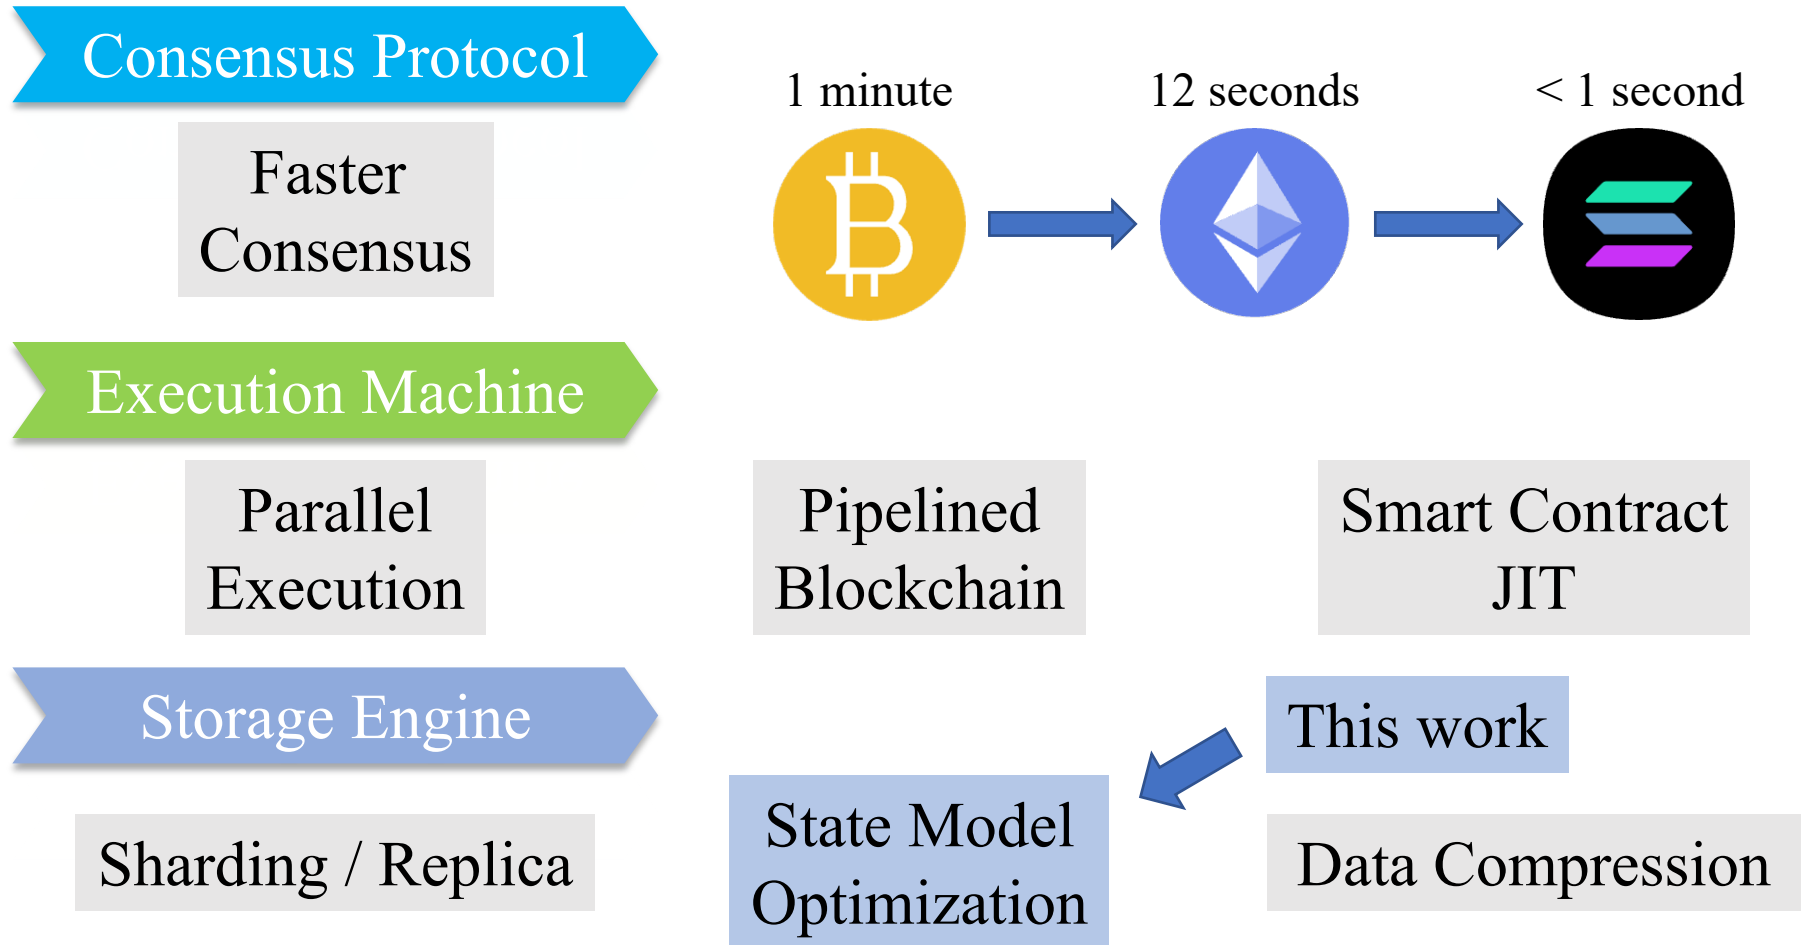 Consensus Protocol
1 minute
12 seconds
< 1 second
Faster
Consensus
Execution Machine
Parallel
Execution
Pipelined
Blockchain
Smart Contract
JIT
Storage Engine
This work
Sharding / Replica
State Model
Optimization
Data Compression